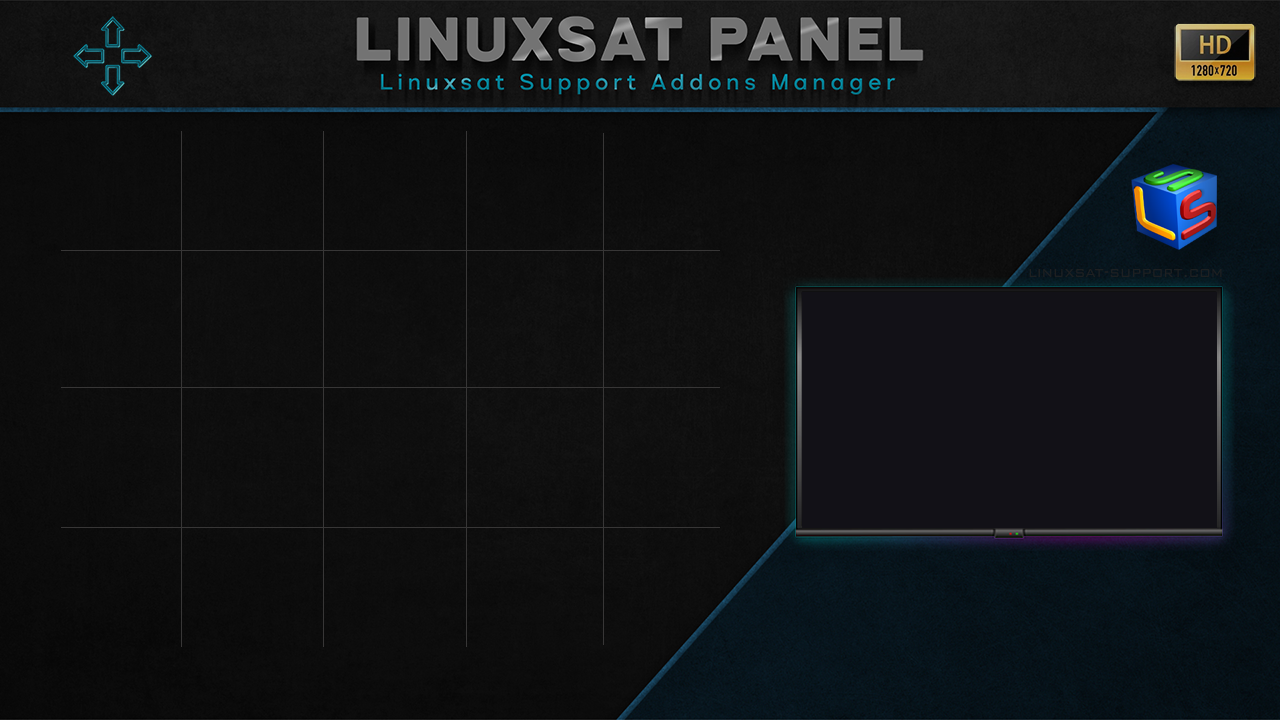 LINUXSAT PANEL
Linuxsat Support Addons Manager
HD
1280×720
S
L S
LINUXSAT-SUPPORT.COM